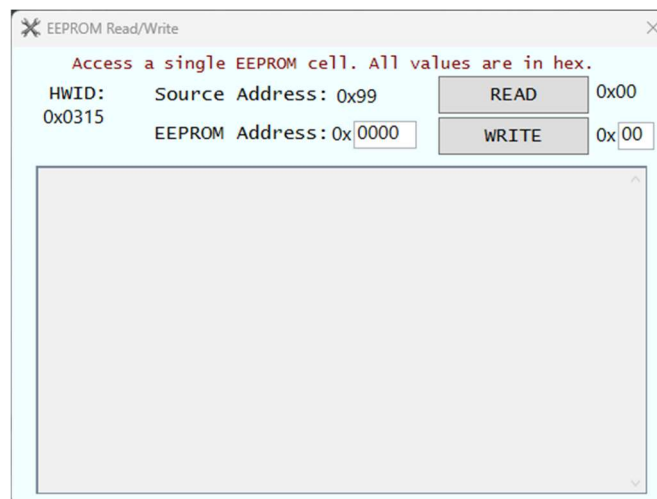 EEPROM Read/Write
Access a single EEPROM cell. All values are in hex.
HWID: Source Address: 0x99 READ 0x00
0x0315
EEPROM Address: 0x 0000 WRITE 0x 00